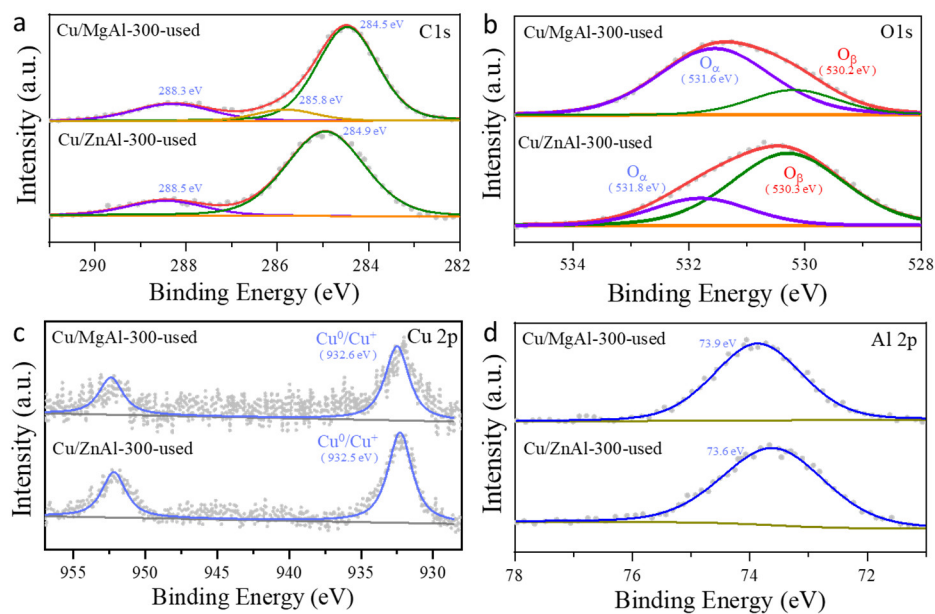 a
Cu/MgAl-300-used
284.5 eV
C1s
288.3 eV
285.8 eV
Cu/ZnAl-300-used
284.9 eV
288.5 eV
Intensity (a.u.)
290 288 286 284 282
Binding Energy (eV)
b
Cu/MgAl-300-used
O1s
Oα
(531.6 eV)
Oβ
(530.2 eV)
Cu/ZnAl-300-used
Oα
(531.8 eV)
Oβ
(530.3 eV)
Intensity (a.u.)
534 532 530 528
Binding Energy (eV)
c
Cu/MgAl-300-used
Cu⁰/Cu⁺
(932.6 eV)
Cu 2p
Cu/ZnAl-300-used
Cu⁰/Cu⁺
(932.5 eV)
Intensity (a.u.)
955 950 945 940 935 930
Binding Energy (eV)
d
Cu/MgAl-300-used
73.9 eV
Al 2p
Cu/ZnAl-300-used
73.6 eV
Intensity (a.u.)
78 76 74 72
Binding Energy (eV)